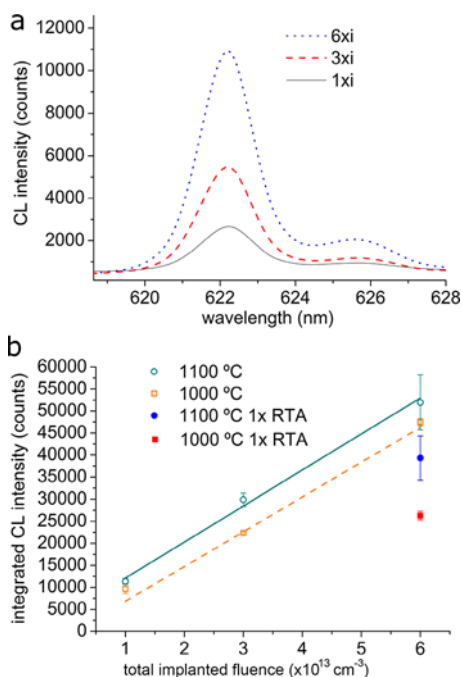 a
6xi
3xi
1xi
CL intensity (counts)
12000
10000
8000
6000
4000
2000
620 622 624 626 628
wavelength (nm)
b
1100 ºC
1000 ºC
1100 ºC 1x RTA
1000 ºC 1x RTA
integrated CL intensity (counts)
60000
55000
50000
45000
40000
35000
30000
25000
20000
15000
10000
5000
0
1 2 3 4 5 6
total implanted fluence (x10¹³ cm⁻³)